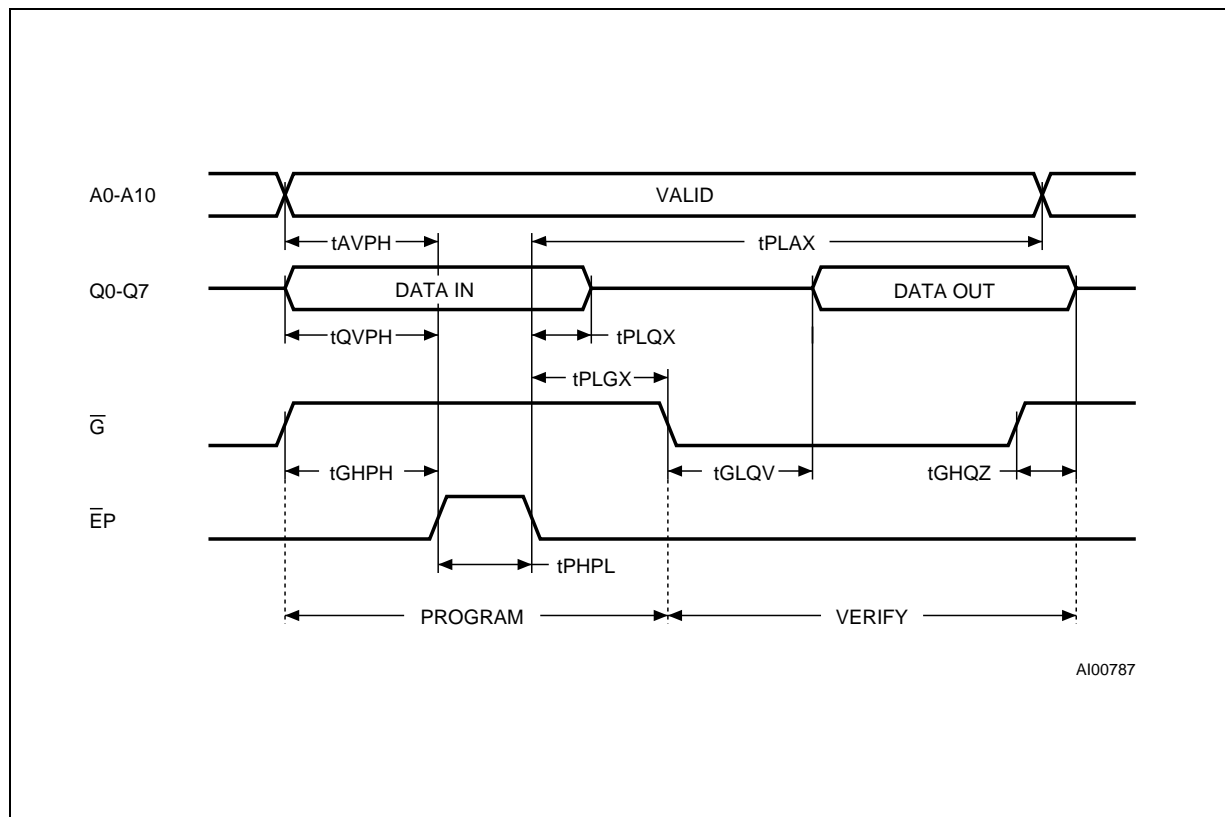 A0-A10
VALID
tAVPH
tPLAX
Q0-Q7
DATA IN
DATA OUT
tQVPH
tPLQX
tPLGX
G̅
tGHPH
tGLQV
tGHQZ
E̅P
tPHPL
PROGRAM
VERIFY
AI00787